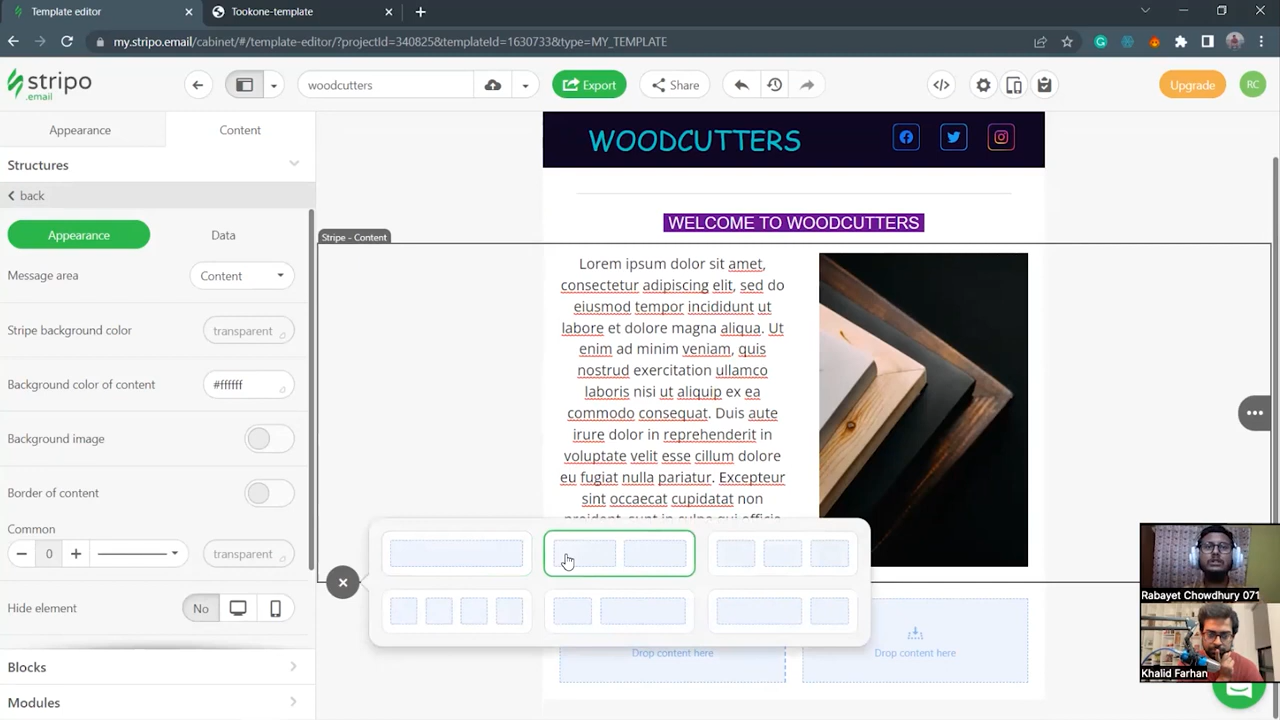 Template editor
Tookone-template
my.stripo.email/cabinet/#/template-editor/?projectId=340825&templateId=1630733&type=MY_TEMPLATE
stripo
.email
woodcutters
Export
Share
Upgrade
RC
Appearance
Content
Structures
back
Appearance
Data
Message area
Content
Stripe background color
transparent
Background color of content
#ffffff
Background image
Border of content
Common
0
transparent
Hide element
No
Blocks
Modules
WOODCUTTERS
WELCOME TO WOODCUTTERS
Stripe - Content
Lorem ipsum dolor sit amet,
consectetur adipiscing elit, sed do
eiusmod tempor incididunt ut
labore et dolore magna aliqua. Ut
enim ad minim veniam, quis
nostrud exercitation ullamco
laboris nisi ut aliquip ex ea
commodo consequat. Duis aute
irure dolor in reprehenderit in
voluptate velit esse cillum dolore
eu fugiat nulla pariatur. Excepteur
sint occaecat cupidatat non
Drop content here
Drop content here
Rabayet Chowdhury 071
Khalid Farhan